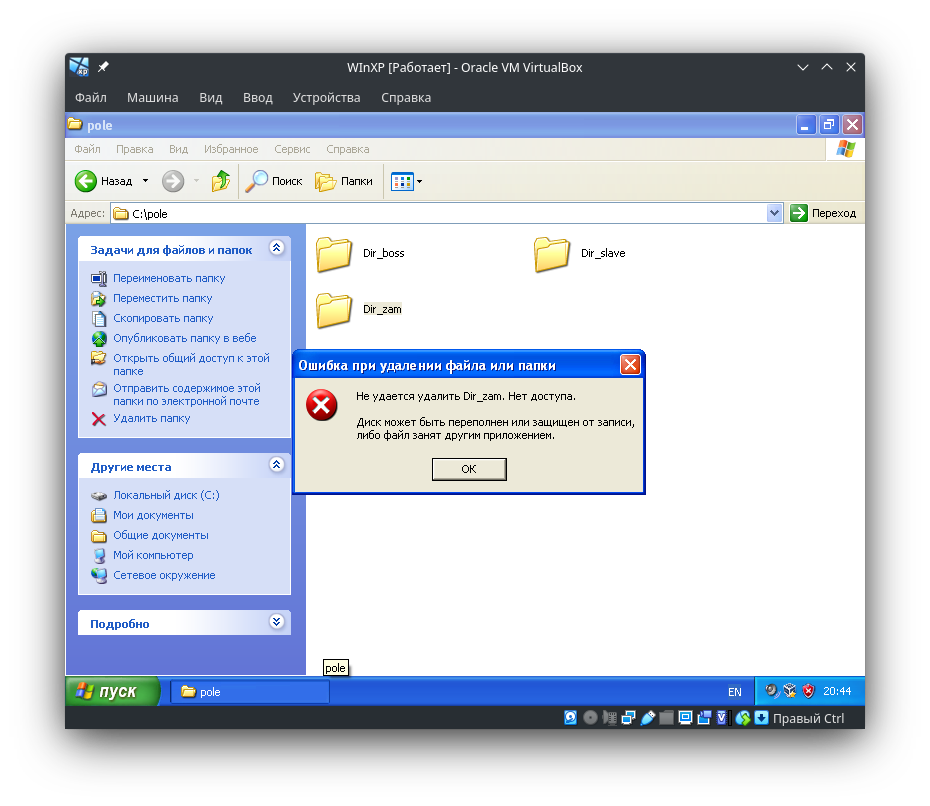 WInXP [Работает] - Oracle VM VirtualBox
Файл Машина Вид Ввод Устройства Справка
pole
Файл Правка Вид Избранное Сервис Справка
Назад Поиск Папки
Адрес: C:\pole Переход
Задачи для файлов и папок
Переименовать папку
Переместить папку
Скопировать папку
Опубликовать папку в вебе
Открыть общий доступ к этой
папке
Отправить содержимое этой
папки по электронной почте
Удалить папку
Другие места
Локальный диск (C:)
Мои документы
Общие документы
Мой компьютер
Сетевое окружение
Подробно
Dir_boss Dir_slave
Dir_zam
Ошибка при удалении файла или папки
Не удается удалить Dir_zam. Нет доступа.
Диск может быть переполнен или защищен от записи,
либо файл занят другим приложением.
ОК
pole
пуск pole EN 20:44
Правый Ctrl